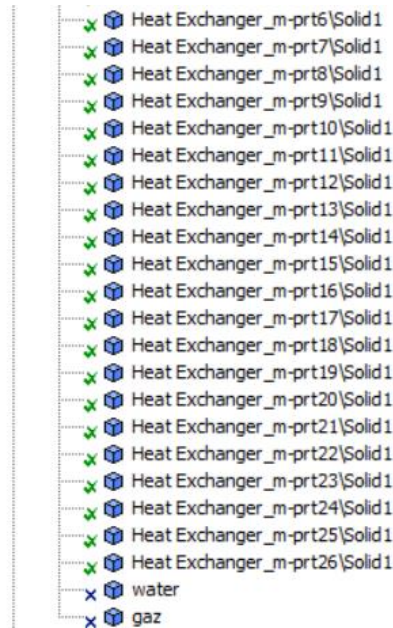 Heat Exchanger_m-prt6\Solid1
Heat Exchanger_m-prt7\Solid1
Heat Exchanger_m-prt8\Solid1
Heat Exchanger_m-prt9\Solid1
Heat Exchanger_m-prt10\Solid1
Heat Exchanger_m-prt11\Solid1
Heat Exchanger_m-prt12\Solid1
Heat Exchanger_m-prt13\Solid1
Heat Exchanger_m-prt14\Solid1
Heat Exchanger_m-prt15\Solid1
Heat Exchanger_m-prt16\Solid1
Heat Exchanger_m-prt17\Solid1
Heat Exchanger_m-prt18\Solid1
Heat Exchanger_m-prt19\Solid1
Heat Exchanger_m-prt20\Solid1
Heat Exchanger_m-prt21\Solid1
Heat Exchanger_m-prt22\Solid1
Heat Exchanger_m-prt23\Solid1
Heat Exchanger_m-prt24\Solid1
Heat Exchanger_m-prt25\Solid1
Heat Exchanger_m-prt26\Solid1
water
gaz